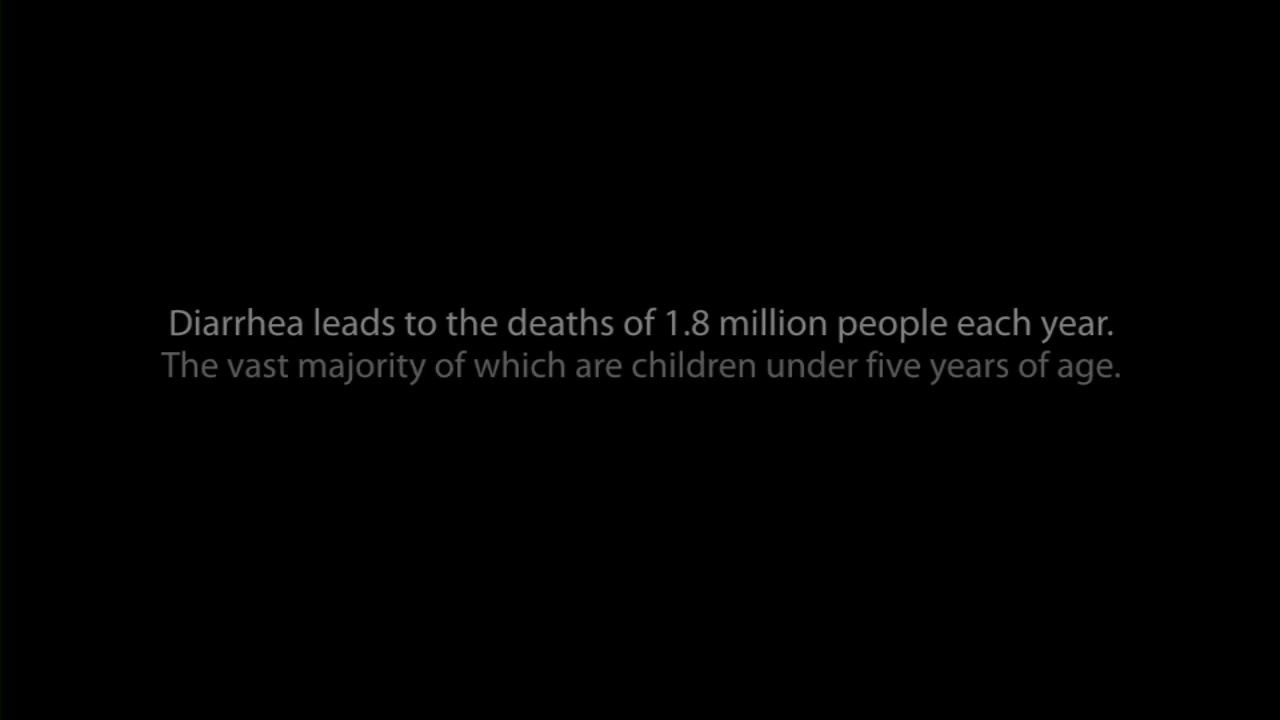 Diarrhea leads to the deaths of 1.8 million people each year.
The vast majority of which are children under five years of age.